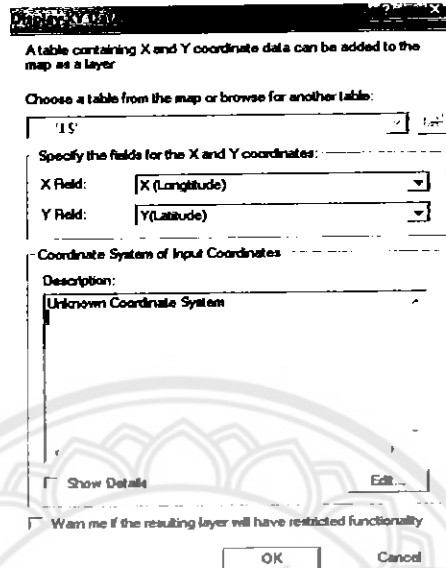 Display XY Data
A table containing X and Y coordinate data can be added to the
map as a layer
Choose a table from the map or browse for another table:
Specify the fields for the X and Y coordinates:
X Field: X (Longtitude)
Y Field: Y(Latitude)
Coordinate System of Input Coordinates
Description:
Unknown Coordinate System
Show Details
Edit...
Warn me if the resulting layer will have restricted functionality
OK Cancel